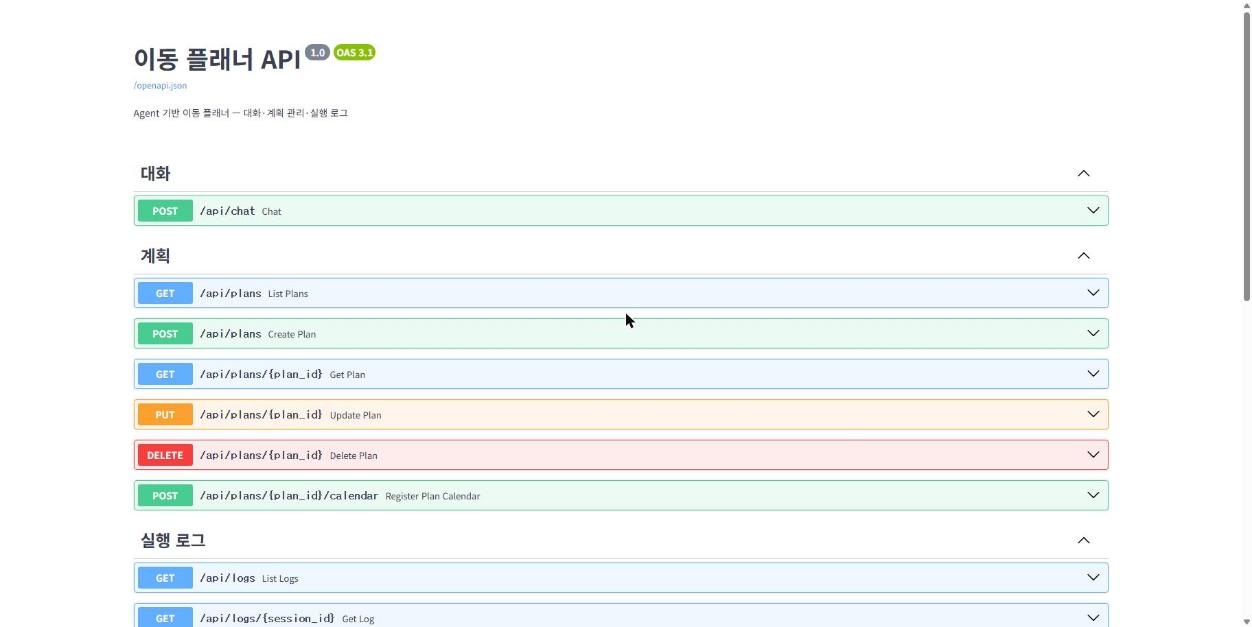 이동 플래너 API 1.0 OAS 3.1
/openapi.json
Agent 기반 이동 플래너 — 대화·계획 관리·실행 로그
대화
POST /api/chat Chat
계획
GET /api/plans List Plans
POST /api/plans Create Plan
GET /api/plans/{plan_id} Get Plan
PUT /api/plans/{plan_id} Update Plan
DELETE /api/plans/{plan_id} Delete Plan
POST /api/plans/{plan_id}/calendar Register Plan Calendar
실행 로그
GET /api/logs List Logs
GET /api/logs/{session_id} Get Log